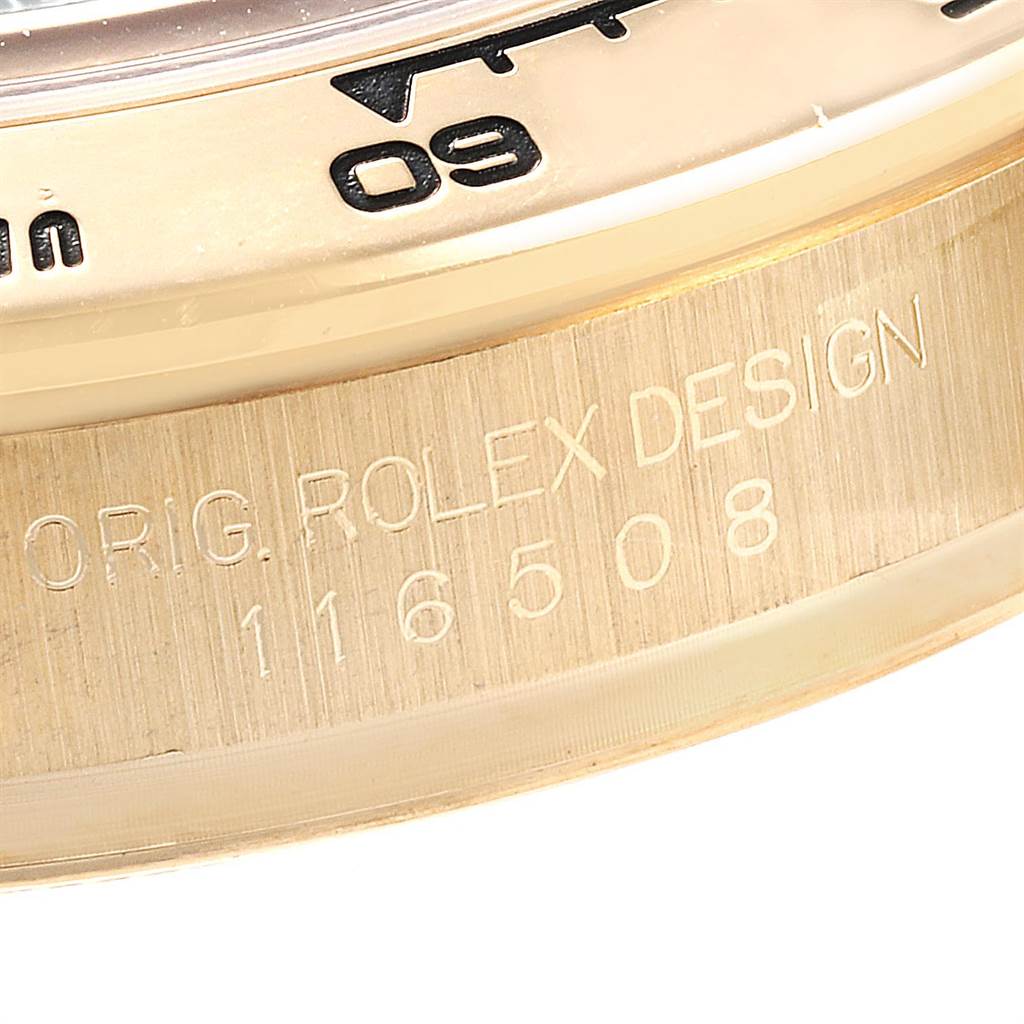 60
ORIG. ROLEX DESIGN
116508